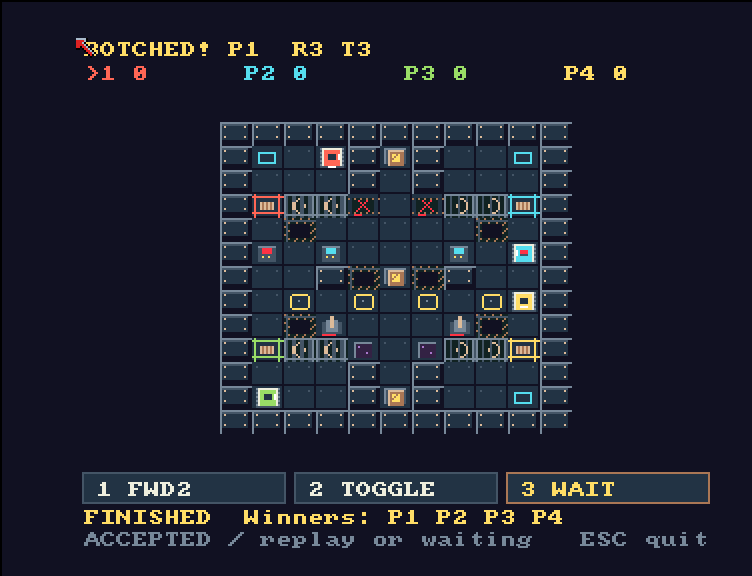 BOTCHED! P1 R3 T3
>1 0 P2 0 P3 0 P4 0
1 FWD2 2 TOGGLE 3 WAIT
FINISHED Winners: P1 P2 P3 P4
ACCEPTED / replay or waiting ESC quit